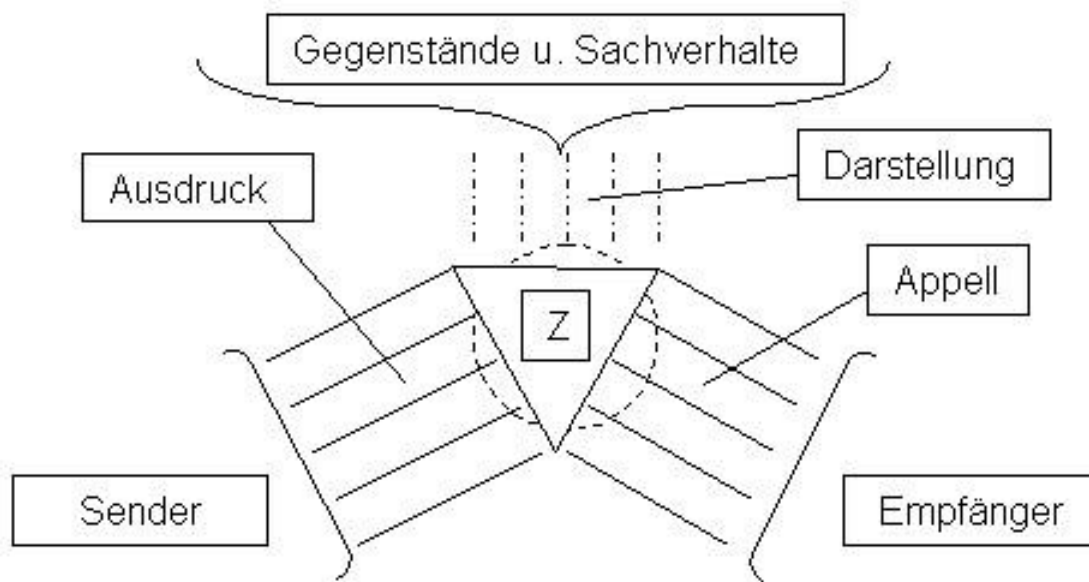 Gegenstände u. Sachverhalte
Darstellung
Ausdruck
Appell
Z
Sender
Empfänger